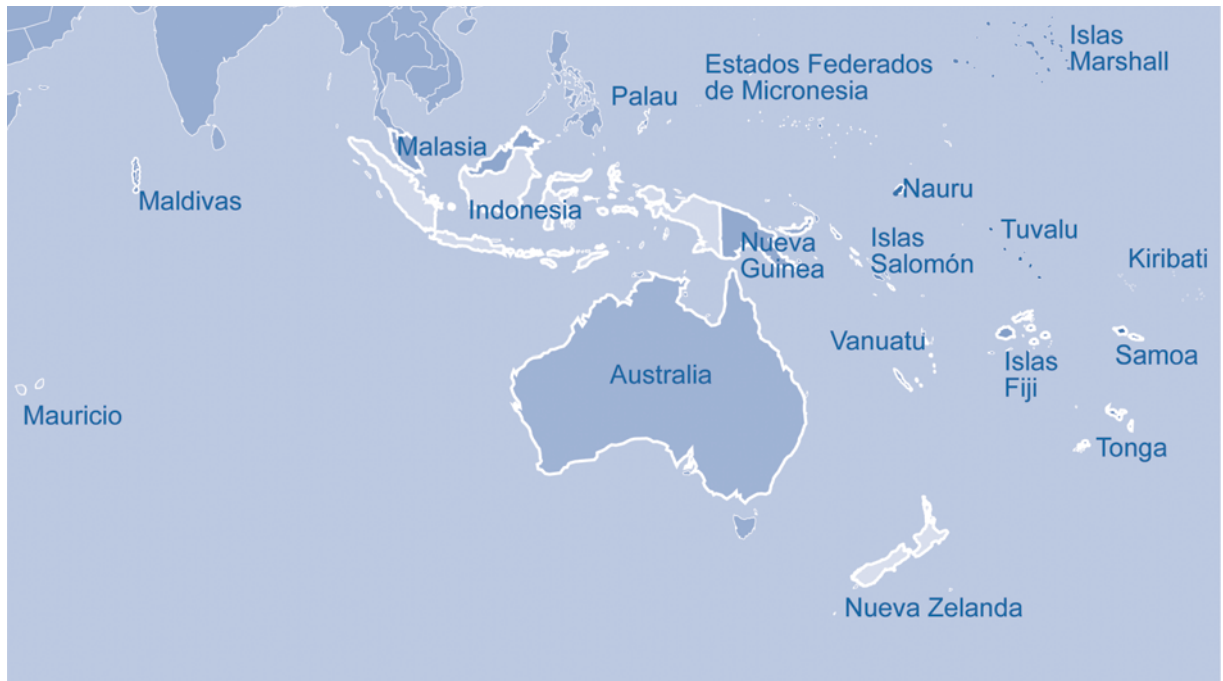 Islas
Marshall
Estados Federados
de Micronesia
Palau
Malasia
Maldivas
Nauru
Indonesia
Tuvalu
Islas
Salomón
Nueva
Guinea
Kiribati
Vanuatu
Samoa
Islas
Fiji
Australia
Mauricio
Tonga
Nueva Zelanda